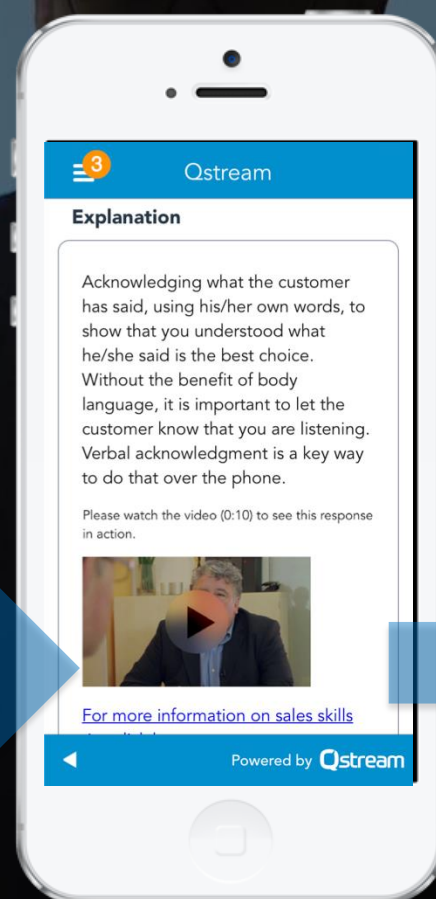 3
Qstream
Explanation
Acknowledging what the customer
has said, using his/her own words, to
show that you understood what
he/she said is the best choice.
Without the benefit of body
language, it is important to let the
customer know that you are listening.
Verbal acknowledgment is a key way
to do that over the phone.
Please watch the video (0:10) to see this response
in action.
For more information on sales skills
Powered by Qstream